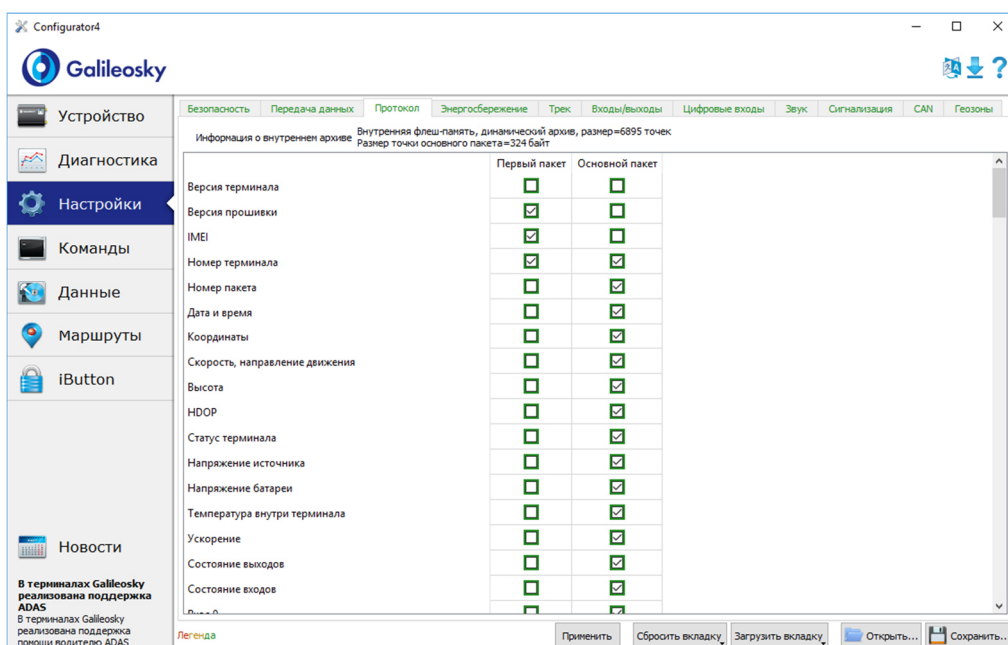 Configurator4
Galileosky
Устройство
Диагностика
Настройки
Команды
Данные
Маршруты
iButton
Новости
В терминалах Galileosky
реализована поддержка
ADAS
В терминалах Galileosky
реализована поддержка
помощи водителю ADAS
Безопасность Передача данных Протокол Энергосбережение Трек Входы/выходы Цифровые входы Звук Сигнализация CAN Геозоны
Информация о внутреннем архиве Внутренняя флеш-память, динамический архив, размер=6895 точек
Размер точки основного пакета=324 байт
Первый пакет Основной пакет
Версия терминала
Версия прошивки
IMEI
Номер терминала
Номер пакета
Дата и время
Координаты
Скорость, направление движения
Высота
HDOP
Статус терминала
Напряжение источника
Напряжение батареи
Температура внутри терминала
Ускорение
Состояние выходов
Состояние входов
Легенда
Применить Сбросить вкладку Загрузить вкладку Открыть... Сохранить...